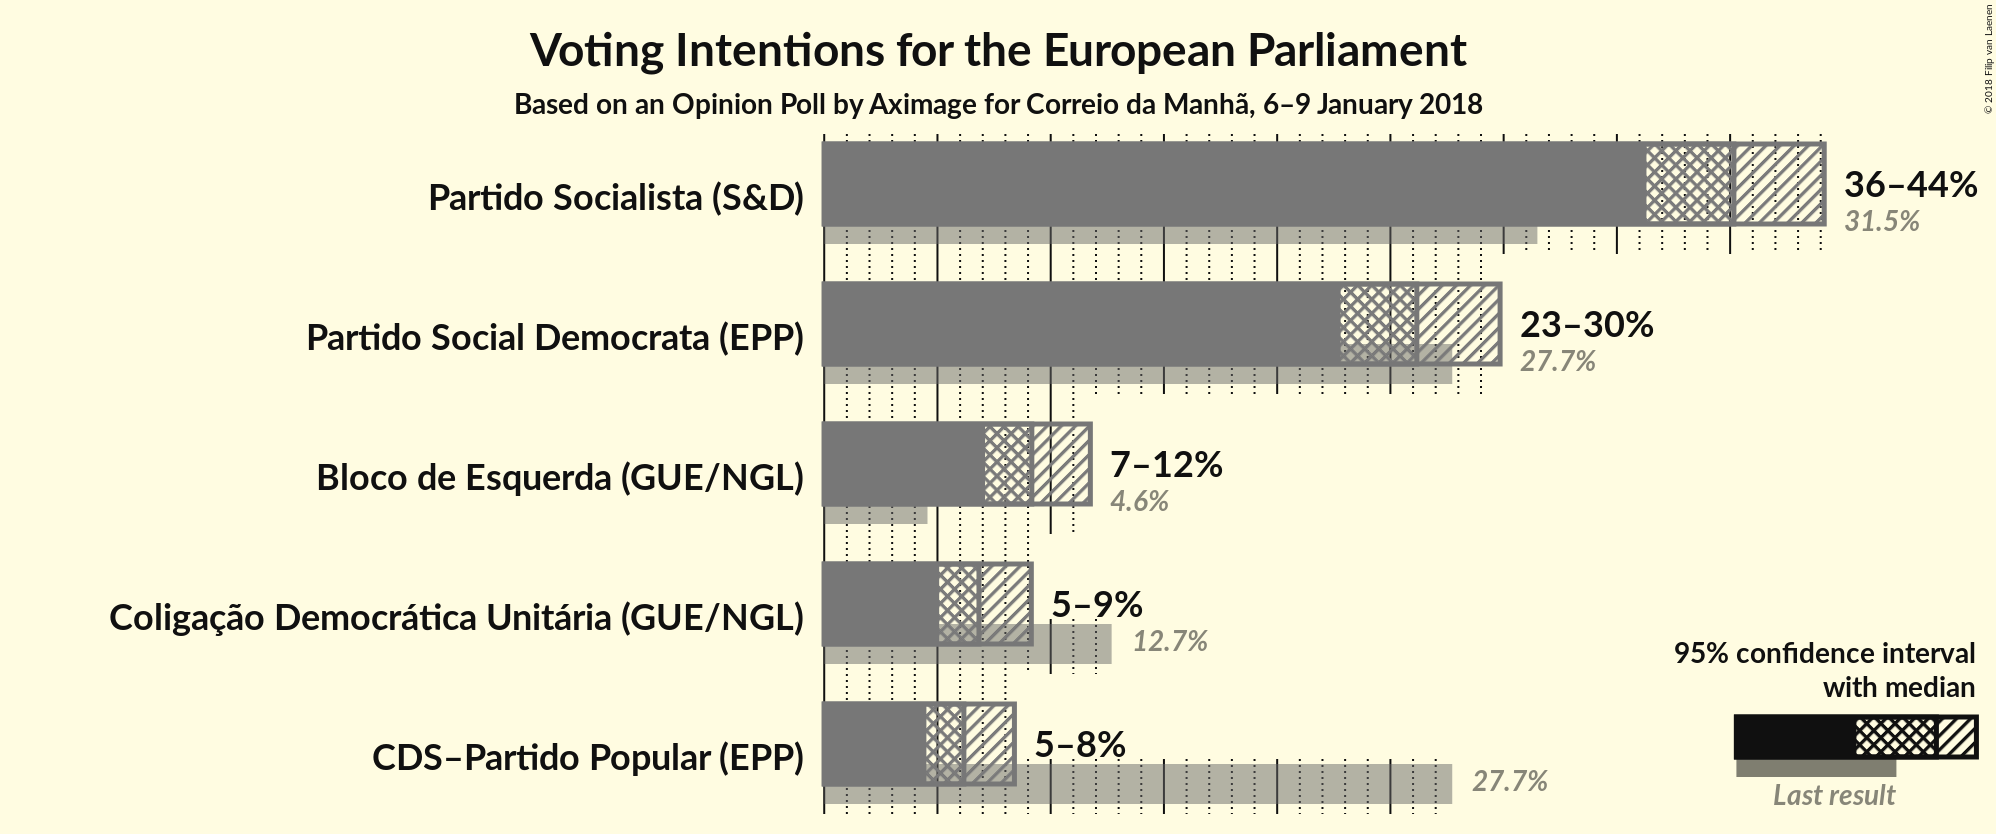 Voting Intentions for the European Parliament
Based on an Opinion Poll by Aximage for Correio da Manhã, 6–9 January 2018
© 2018 Filip van Laenen
Partido Socialista (S&D)
36–44%
31.5%
Partido Social Democrata (EPP)
23–30%
27.7%
Bloco de Esquerda (GUE/NGL)
7–12%
4.6%
Coligação Democrática Unitária (GUE/NGL)
5–9%
12.7%
CDS–Partido Popular (EPP)
5–8%
27.7%
95% confidence interval
with median
Last result